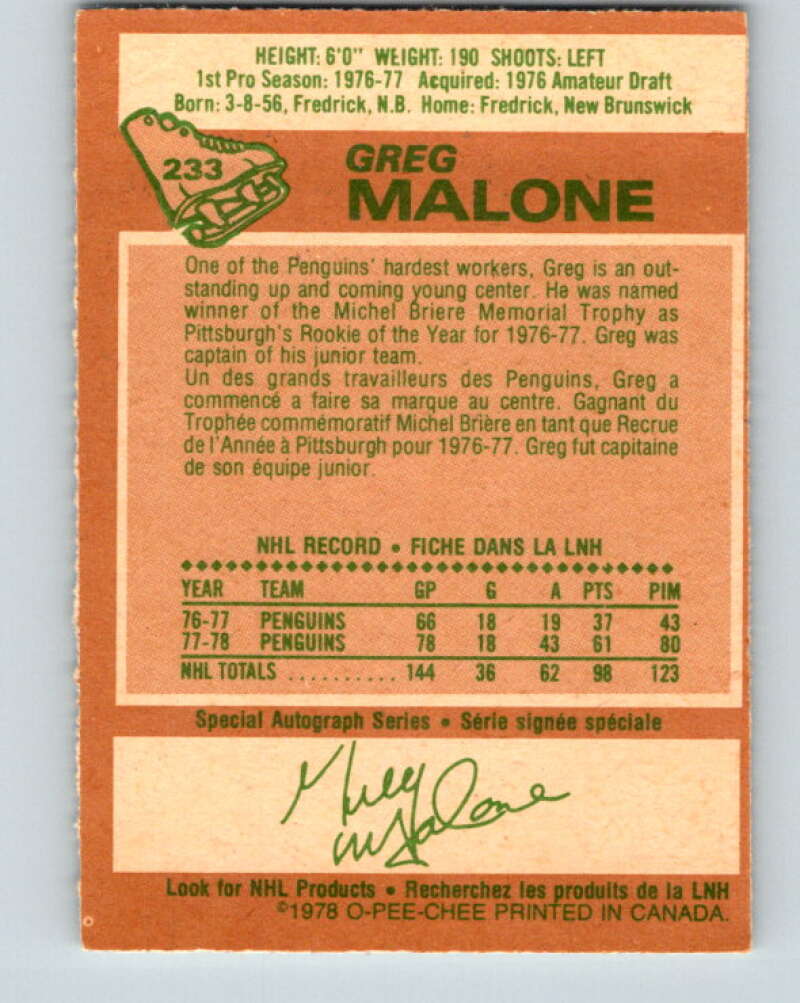 HEIGHT: 6'0" WEIGHT: 190 SHOOTS: LEFT
1st Pro Season: 1976-77 Acquired: 1976 Amateur Draft
Born: 3-8-56, Fredrick, N.B. Home: Fredrick, New Brunswick
233
GREG
MALONE
One of the Penguins' hardest workers, Greg is an out-
standing up and coming young center. He was named
winner of the Michel Briere Memorial Trophy as
Pittsburgh's Rookie of the Year for 1976-77. Greg was
captain of his junior team.
Un des grands travailleurs des Penguins, Greg a
commencé a faire sa marque au centre. Gagnant du
Trophée commémoratif Michel Brière en tant que Recrue
de l'Année à Pittsburgh pour 1976-77. Greg fut capitaine
de son équipe junior.
NHL RECORD • FICHE DANS LA LNH
YEAR TEAM GP G A PTS PIM
76-77 PENGUINS 66 18 19 37 43
77-78 PENGUINS 78 18 43 61 80
NHL TOTALS .......... 144 36 62 98 123
Special Autograph Series • Série signée spéciale
Greg
Malone
Look for NHL Products • Recherchez les produits de la LNH
©1978 O-PEE-CHEE PRINTED IN CANADA.